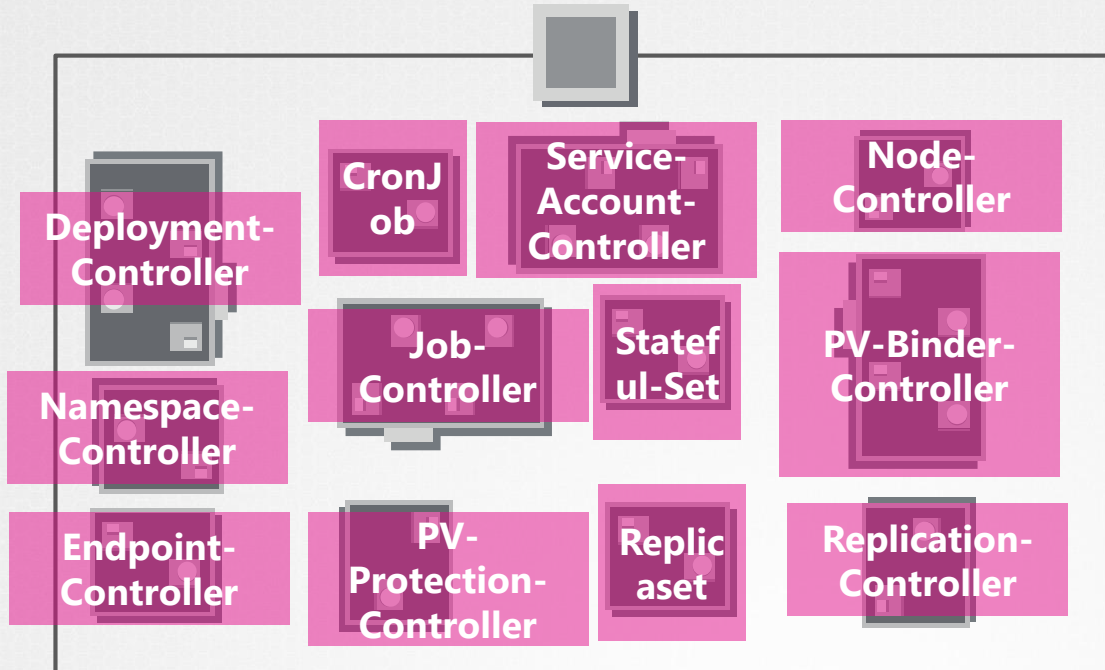 Deployment-
Controller
CronJ
ob
Service-
Account-
Controller
Node-
Controller
Namespace-
Controller
Job-
Controller
Statef
ul-Set
PV-Binder-
Controller
Endpoint-
Controller
PV-
Protection-
Controller
Replic
aset
Replication-
Controller